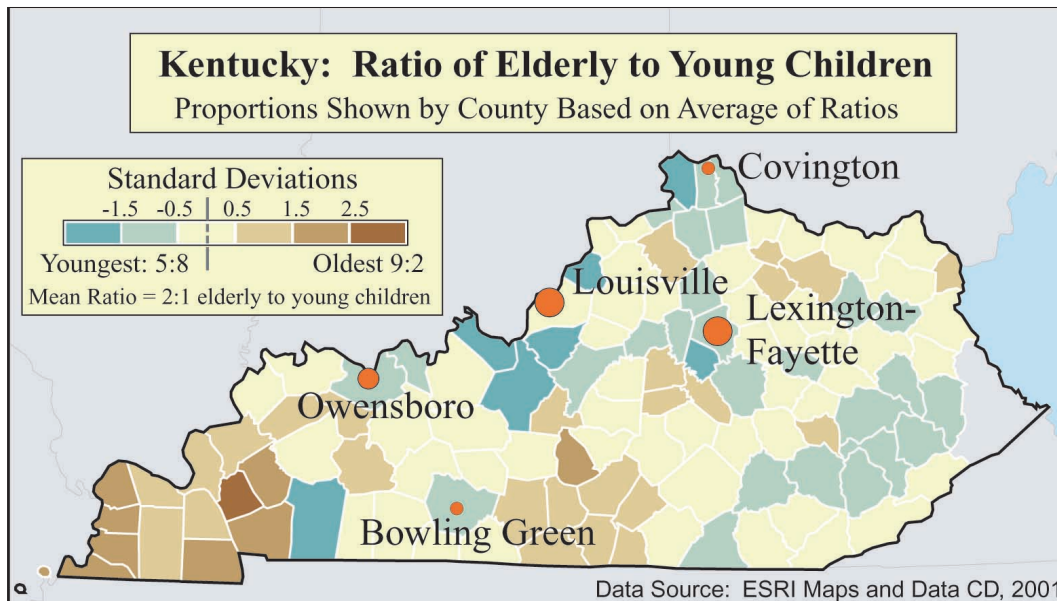 Kentucky:  Ratio of Elderly to Young Children
Proportions Shown by County Based on Average of Ratios
Standard Deviations
-1.5 -0.5 0.5 1.5 2.5
Youngest: 5:8 Oldest 9:2
Mean Ratio = 2:1 elderly to young children
Covington
Louisville
Lexington-
Fayette
Owensboro
Bowling Green
a
Data Source:  ESRI Maps and Data CD, 2001